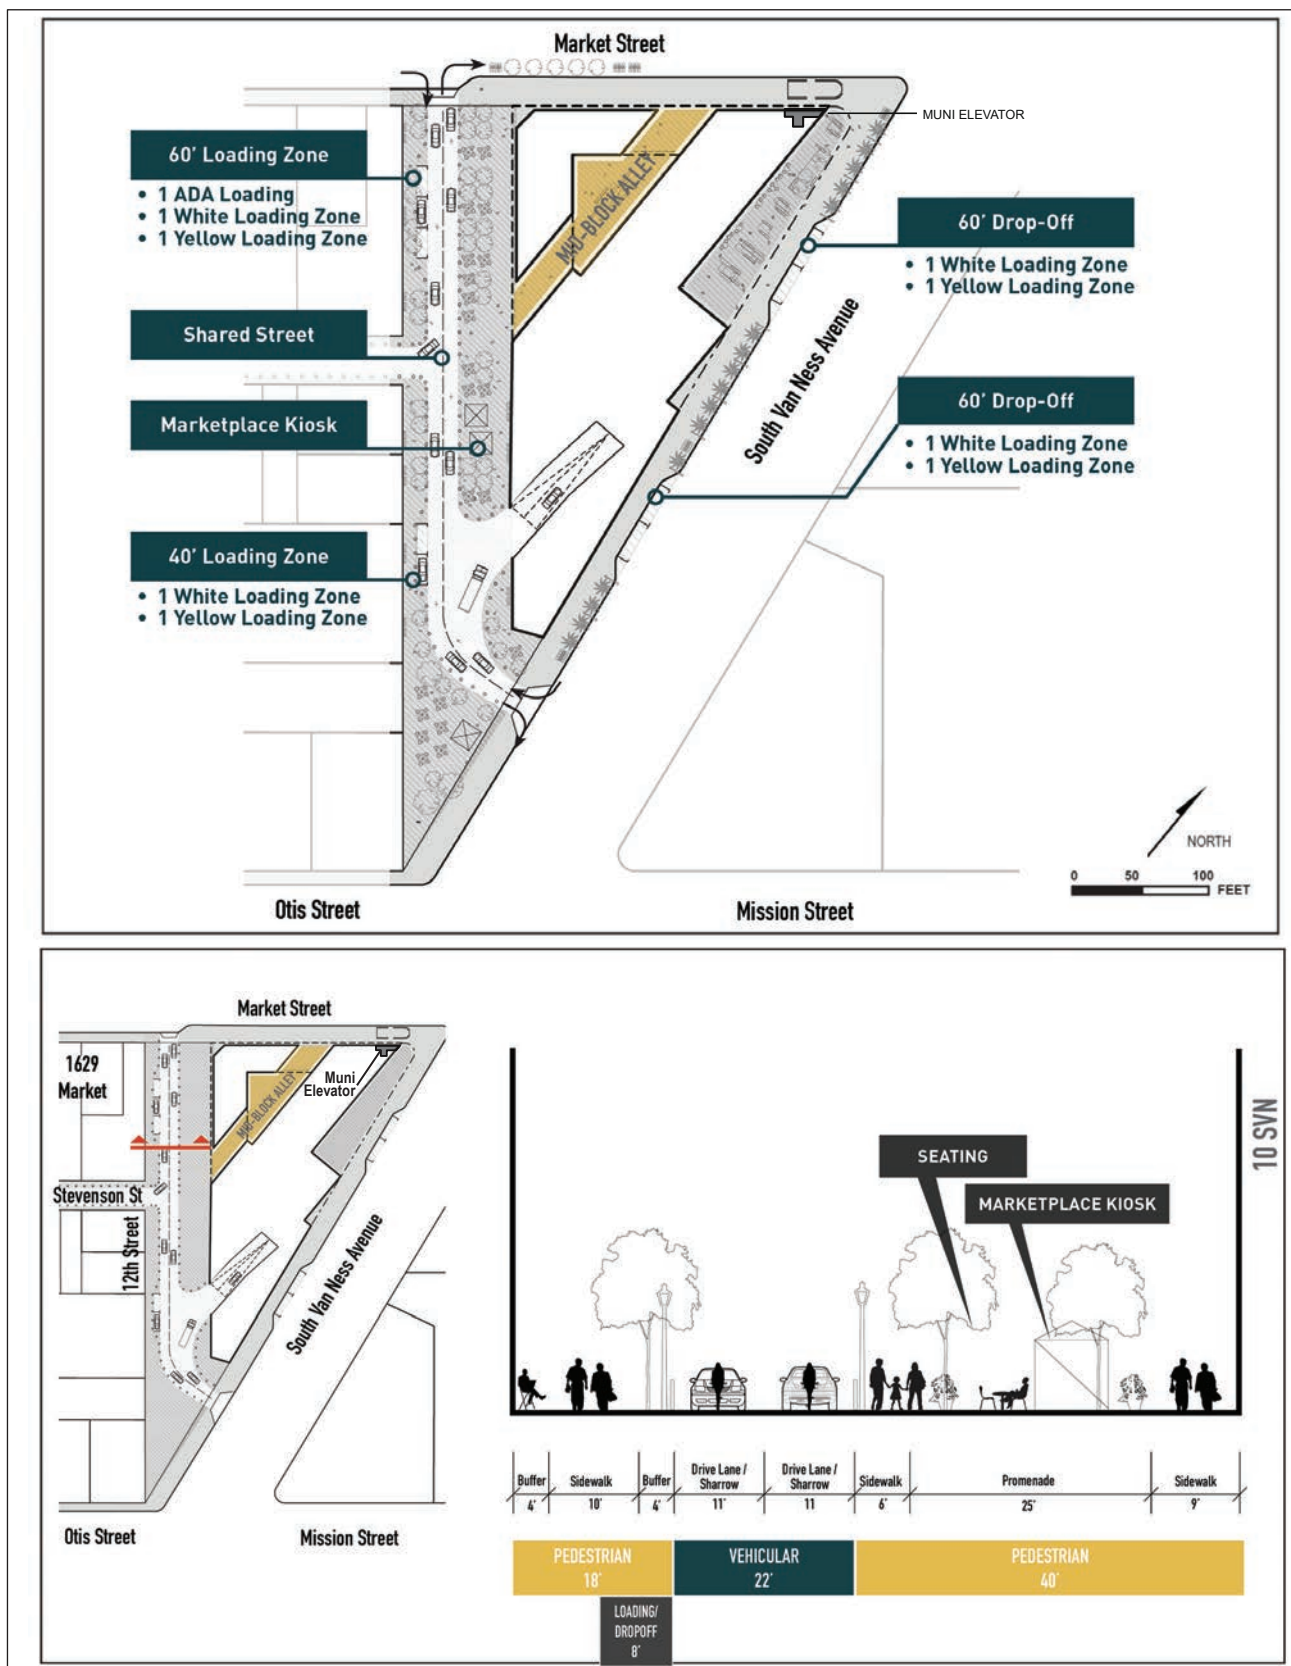 Market Street
MUNI ELEVATOR
60' Loading Zone
• 1 ADA Loading
• 1 White Loading Zone
• 1 Yellow Loading Zone
MID-BLOCK ALLEY
60' Drop-Off
• 1 White Loading Zone
• 1 Yellow Loading Zone
Shared Street
South Van Ness Avenue
60' Drop-Off
• 1 White Loading Zone
• 1 Yellow Loading Zone
Marketplace Kiosk
40' Loading Zone
• 1 White Loading Zone
• 1 Yellow Loading Zone
NORTH
0 50 100
FEET
Otis Street
Mission Street
Market Street
1629
Market
Muni
Elevator
MID-BLOCK ALLEY
Stevenson St
12th Street
South Van Ness Avenue
Otis Street
Mission Street
10 SVN
SEATING
MARKETPLACE KIOSK
Buffer
4'
Sidewalk
10'
Buffer
4'
Drive Lane /
Sharrow
11'
Drive Lane /
Sharrow
11
Sidewalk
6'
Promenade
25'
Sidewalk
9'
PEDESTRIAN
18'
VEHICULAR
22'
PEDESTRIAN
40'
LOADING/
DROPOFF
8'